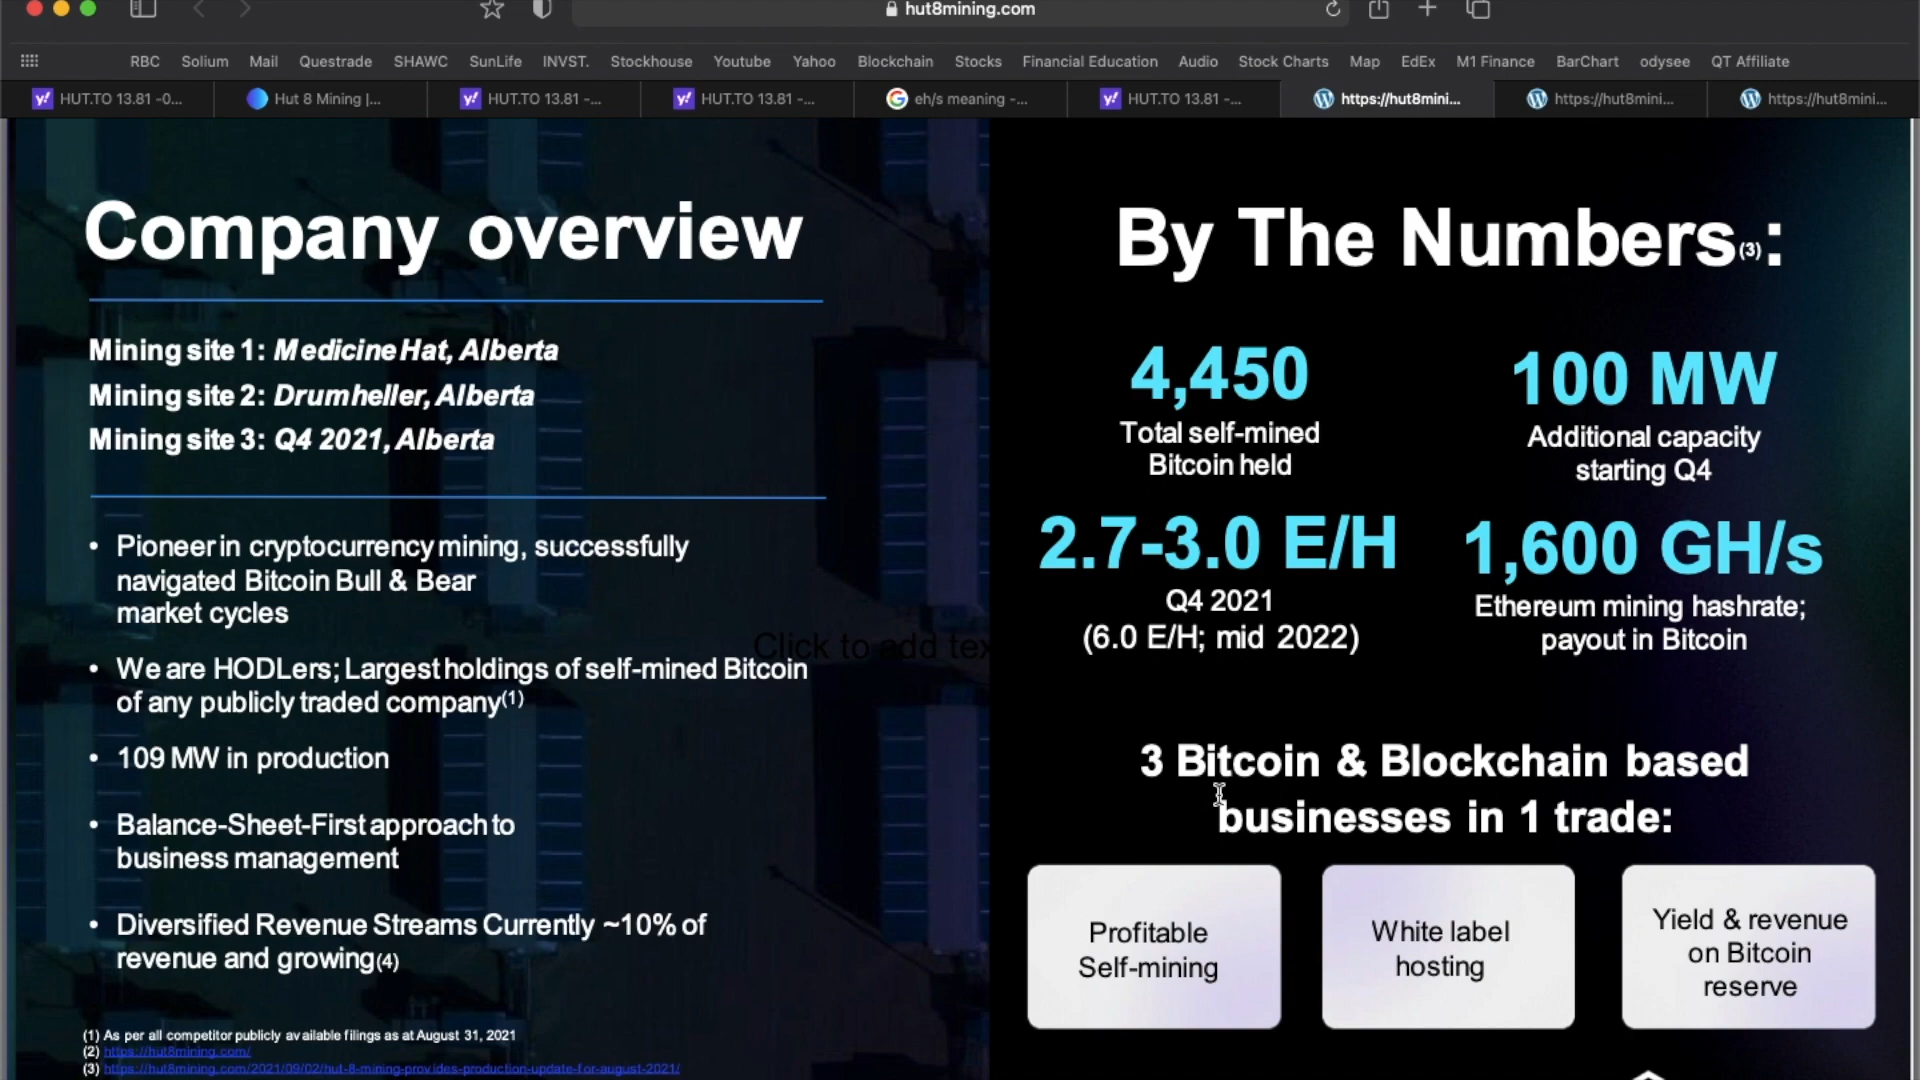 hut8mining.com
RBC Solium Mail Questrade SHAWC SunLife INVST. Stockhouse Youtube Yahoo Blockchain Stocks Financial Education Audio Stock Charts Map EdEx M1 Finance BarChart odysee QT Affiliate
HUT.TO 13.81 -0... Hut 8 Mining |... HUT.TO 13.81 -... HUT.TO 13.81 -... eh/s meaning -... HUT.TO 13.81 -... https://hut8mini... https://hut8mini... https://hut8mini...
Company overview
Mining site 1: Medicine Hat, Alberta
Mining site 2: Drumheller, Alberta
Mining site 3: Q4 2021, Alberta
• Pioneer in cryptocurrency mining, successfully
navigated Bitcoin Bull & Bear
market cycles
Click to add tex
• We are HODLers; Largest holdings of self-mined Bitcoin
of any publicly traded company(1)
• 109 MW in production
• Balance-Sheet-First approach to
business management
• Diversified Revenue Streams Currently ~10% of
revenue and growing(4)
(1) As per all competitor publicly available filings as at August 31, 2021
(2) https://hut8mining.com/
(3) https://hut8mining.com/2021/09/02/hut-8-mining-provides-production-update-for-august-2021/
By The Numbers(3):
4,450
Total self-mined
Bitcoin held
100 MW
Additional capacity
starting Q4
2.7-3.0 E/H
Q4 2021
(6.0 E/H; mid 2022)
1,600 GH/s
Ethereum mining hashrate;
payout in Bitcoin
3 Bitcoin & Blockchain based
businesses in 1 trade:
Profitable
Self-mining
White label
hosting
Yield & revenue
on Bitcoin
reserve